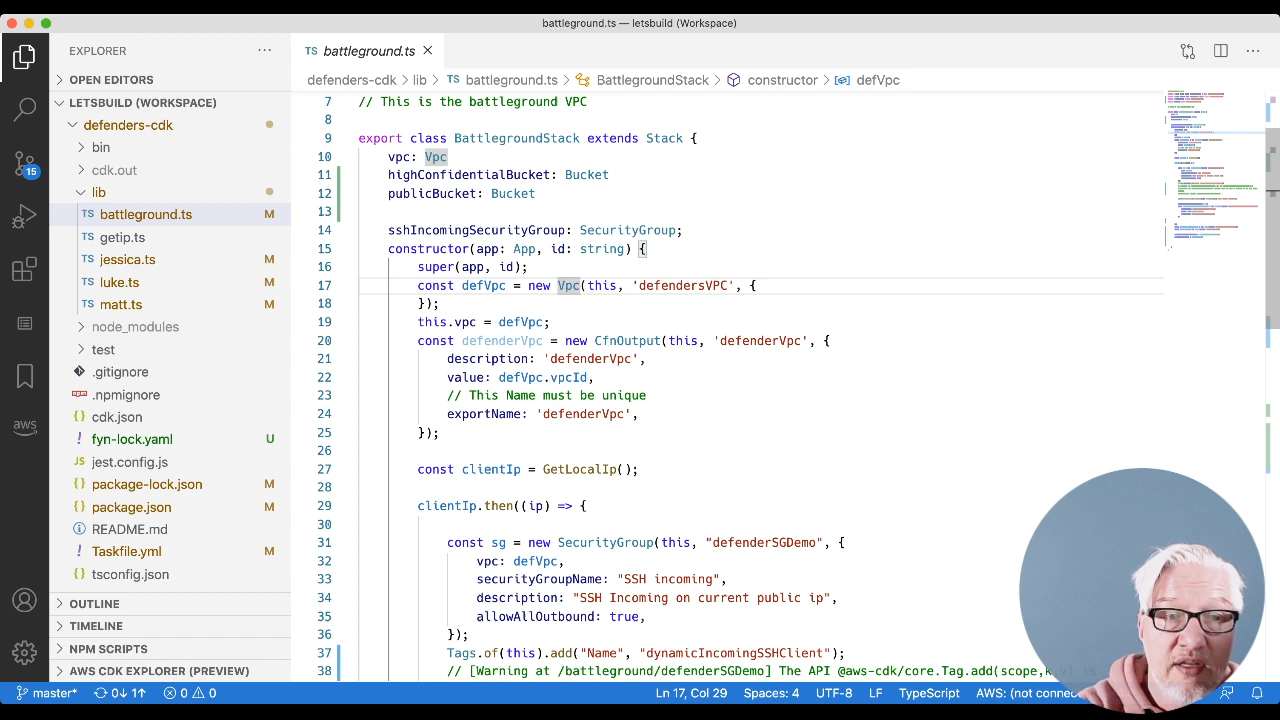 battleground.ts — letsbuild (Workspace)
EXPLORER
OPEN EDITORS
LETSBUILD (WORKSPACE)
defenders-cdk
bin
cdk.out
lib
TS battleground.ts M
TS getip.ts
TS jessica.ts M
TS luke.ts M
TS matt.ts M
node_modules
test
.gitignore
.npmignore
cdk.json
fyn-lock.yaml U
jest.config.js
package-lock.json M
package.json M
README.md
Taskfile.yml M
tsconfig.json
OUTLINE
TIMELINE
NPM SCRIPTS
AWS CDK EXPLORER (PREVIEW)
15
aws
TS battleground.ts
defenders-cdk > lib > TS battleground.ts > BattlegroundStack > constructor > defVpc
7 // This is the battleground VPC
8
9 export class BattlegroundStack extends Stack {
10 vpc: Vpc
11 highConfidenceBucket: Bucket
12 publicBucket: Bucket
13
14 sshIncomingSecurityGroup: SecurityGroup;
15 constructor(app: App, id: string) {
16 super(app, id);
17 const defVpc = new Vpc(this, 'defendersVPC', {
18 });
19 this.vpc = defVpc;
20 const defenderVpc = new CfnOutput(this, 'defenderVpc', {
21 description: 'defenderVpc',
22 value: defVpc.vpcId,
23 // This Name must be unique
24 exportName: 'defenderVpc',
25 });
26
27 const clientIp = GetLocalIp();
28
29 clientIp.then((ip) => {
30
31 const sg = new SecurityGroup(this, "defenderSGDemo", {
32 vpc: defVpc,
33 securityGroupName: "SSH incoming",
34 description: "SSH Incoming on current public ip",
35 allowAllOutbound: true,
36 });
37 Tags.of(this).add("Name", "dynamicIncomingSSHClient");
38 // [Warning at /battleground/defenderSGDemo] The API @aws-cdk/core.Tag.add(scope,k,v) is
master* 0↓ 1↑ 0 0 Ln 17, Col 29 Spaces: 4 UTF-8 LF TypeScript AWS: (not connec